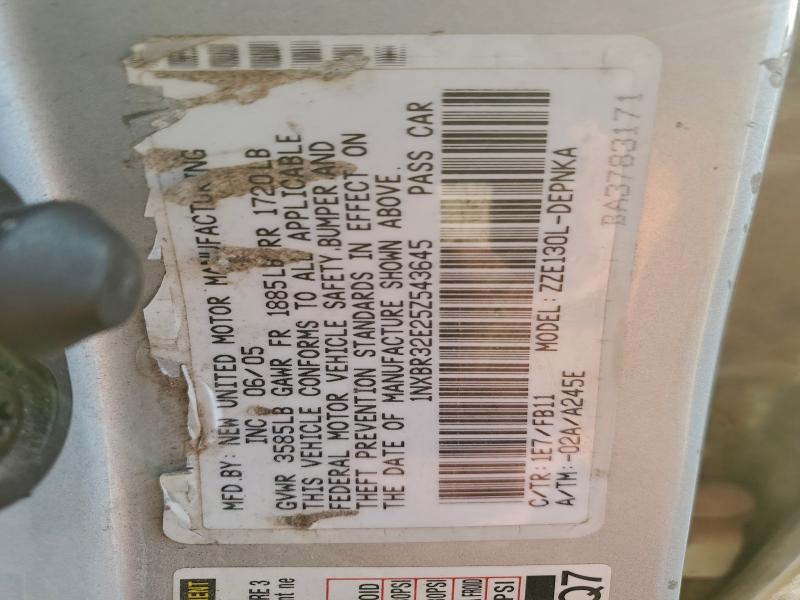 MFD.BY: NEW UNITED MOTOR MANUFACTURING
INC 06/05
GVWR 3585LB GAWR FR 1885LB RR 1720LB
THIS VEHICLE CONFORMS TO ALL APPLICABLE
FEDERAL MOTOR VEHICLE SAFETY,BUMPER AND
THEFT PREVENTION STANDARDS IN EFFECT ON
THE DATE OF MANUFACTURE SHOWN ABOVE.
1NXBR32E257543645 PASS CAR
C/TR:1E7/FB11 MODEL:ZZE130L-DEPNKA
A/TM:-02A/A245E
BA3783171
Q7